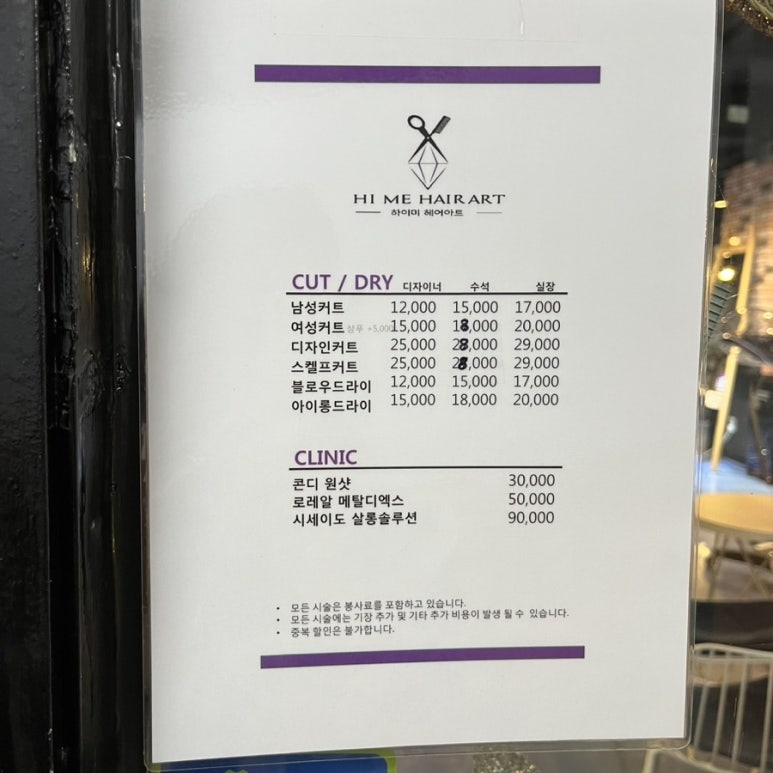 HI ME HAIR ART
하이미 헤어아트
CUT / DRY 디자이너 수석 실장
남성커트 12,000 15,000 17,000
여성커트 샴푸 +5,000 15,000 18,000 20,000
디자인커트 25,000 28,000 29,000
스켈프커트 25,000 28,000 29,000
블로우드라이 12,000 15,000 17,000
아이롱드라이 15,000 18,000 20,000
CLINIC
콘디 원샷 30,000
로레알 메탈디엑스 50,000
시세이도 살롱솔루션 90,000
• 모든 시술은 봉사료를 포함하고 있습니다.
• 모든 시술에는 기장 추가 및 기타 추가 비용이 발생 될 수 있습니다.
• 중복 할인은 불가합니다.